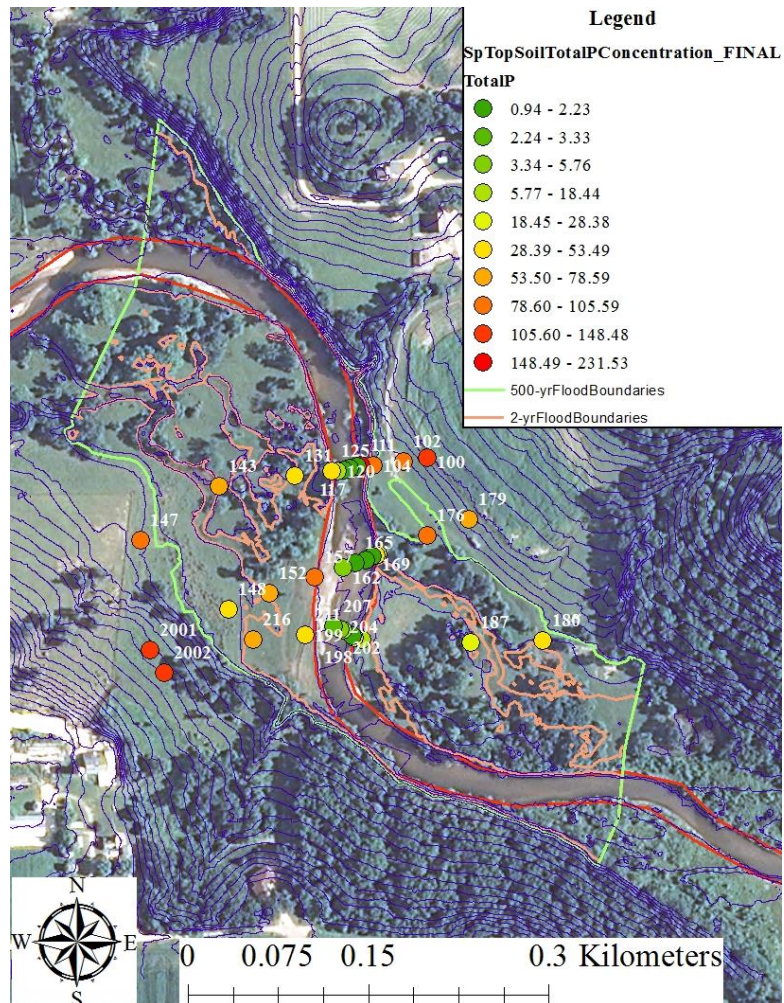 Legend
SpTopSoilTotalPConcentration_FINAL
TotalP
0.94 - 2.23
2.24 - 3.33
3.34 - 5.76
5.77 - 18.44
18.45 - 28.38
28.39 - 53.49
53.50 - 78.59
78.60 - 105.59
105.60 - 148.48
148.49 - 231.53
500-yrFloodBoundaries
2-yrFloodBoundaries
131
125
111
102
120
104
100
143
117
179
147
176
165
169
152
162
148
207
216
199
204
187
198
202
2001
2002
N
W E
S
0 0.075 0.15 0.3 Kilometers